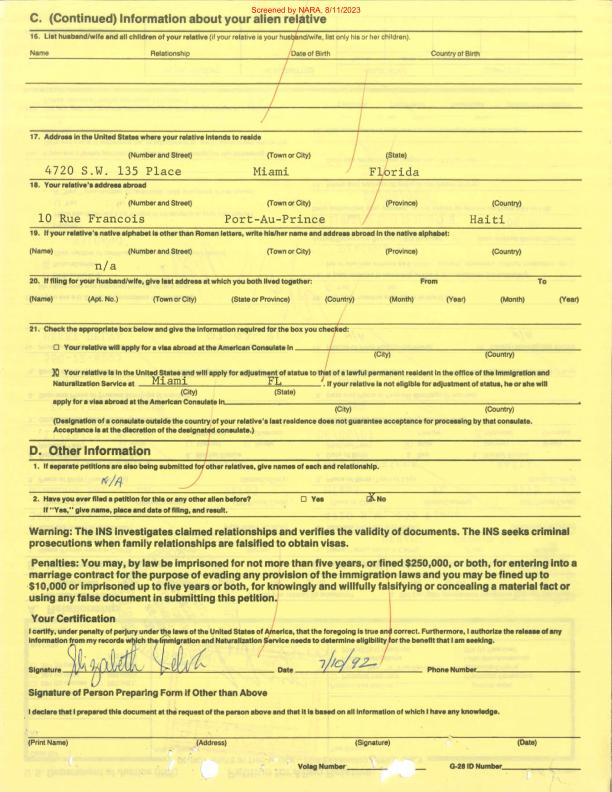 Screened by NARA, 8/11/2023
C. (Continued) Information about your alien relative
16. List husband/wife and all children of your relative (if your relative is your husband/wife, list only his or her children).
Name Relationship Date of Birth Country of Birth
17. Address in the United States where your relative intends to reside
(Number and Street) (Town or City) (State)
4720 S.W. 135 Place Miami Florida
18. Your relative's address abroad
(Number and Street) (Town or City) (Province) (Country)
10 Rue Francois Port-Au-Prince Haiti
19. If your relative's native alphabet is other than Roman letters, write his/her name and address abroad in the native alphabet:
(Name) (Number and Street) (Town or City) (Province) (Country)
n/a
20. If filing for your husband/wife, give last address at which you both lived together: From To
(Name) (Apt. No.) (Town or City) (State or Province) (Country) (Month) (Year) (Month) (Year)
21. Check the appropriate box below and give the information required for the box you checked:
☐ Your relative will apply for a visa abroad at the American Consulate in
(City) (Country)
☒ Your relative is in the United States and will apply for adjustment of status to that of a lawful permanent resident in the office of the Immigration and
Naturalization Service at Miami FL . If your relative is not eligible for adjustment of status, he or she will
(City) (State)
apply for a visa abroad at the American Consulate in
(City) (Country)
(Designation of a consulate outside the country of your relative's last residence does not guarantee acceptance for processing by that consulate.
Acceptance is at the discretion of the designated consulate.)
D. Other Information
1. If separate petitions are also being submitted for other relatives, give names of each and relationship.
N/A
2. Have you ever filed a petition for this or any other alien before? ☐ Yes ☒ No
If "Yes," give name, place and date of filing, and result.
Warning: The INS investigates claimed relationships and verifies the validity of documents. The INS seeks criminal
prosecutions when family relationships are falsified to obtain visas.
Penalties: You may, by law be imprisoned for not more than five years, or fined $250,000, or both, for entering into a
marriage contract for the purpose of evading any provision of the immigration laws and you may be fined up to
$10,000 or imprisoned up to five years or both, for knowingly and willfully falsifying or concealing a material fact or
using any false document in submitting this petition.
Your Certification
I certify, under penalty of perjury under the laws of the United States of America, that the foregoing is true and correct. Furthermore, I authorize the release of any
information from my records which the Immigration and Naturalization Service needs to determine eligibility for the benefit that I am seeking.
Signature Elizabeth Date 7/10/92 Phone Number
Signature of Person Preparing Form if Other than Above
I declare that I prepared this document at the request of the person above and that it is based on all information of which I have any knowledge.
(Print Name) (Address) (Signature) (Date)
Volag Number G-28 ID Number